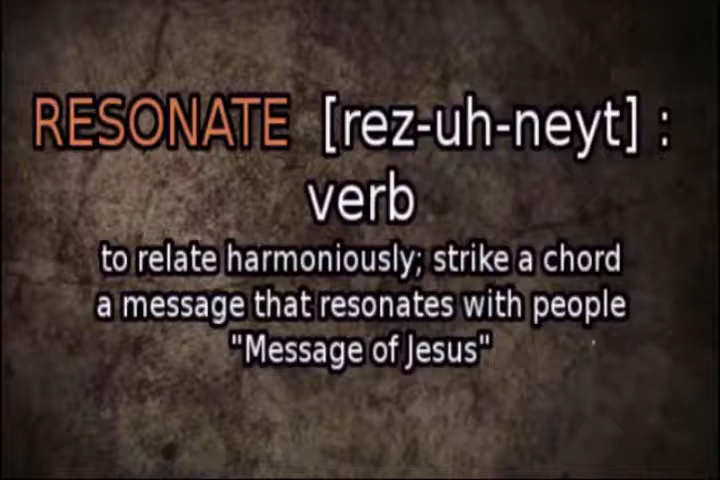 RESONATE [rez-uh-neyt] :
verb
to relate harmoniously; strike a chord
a message that resonates with people
"Message of Jesus"